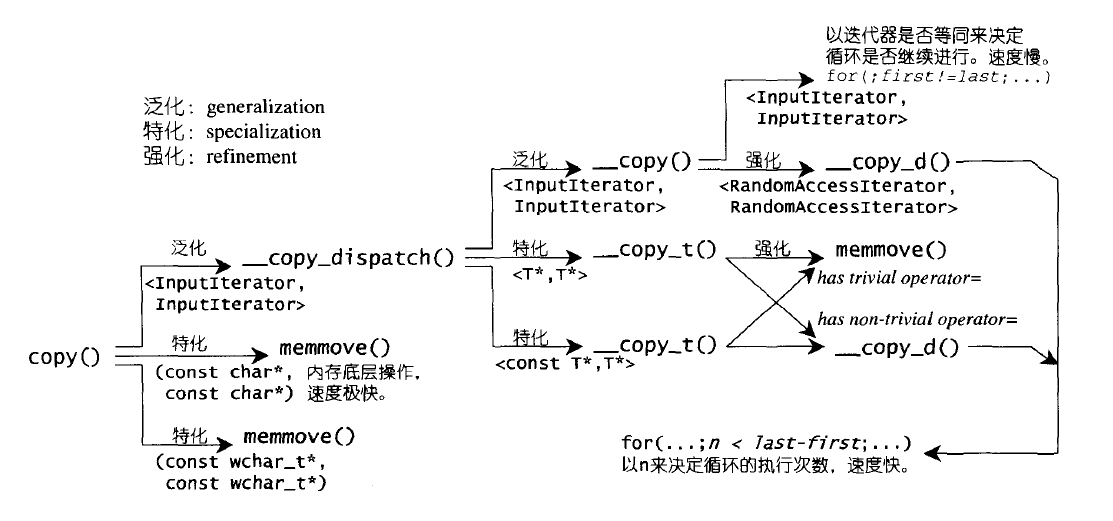 以迭代器是否等同来决定
循环是否继续进行。速度慢。
for(;first!=last;...)
<InputIterator,
InputIterator>
泛化: generalization
特化: specialization
强化: refinement
泛化
__copy()
强化
__copy_d()
<InputIterator,
InputIterator>
<RandomAccessIterator,
RandomAccessIterator>
泛化
__copy_dispatch()
<InputIterator,
InputIterator>
特化
__copy_t()
强化
memmove()
<T*,T*>
has trivial operator=
has non-trivial operator=
特化
__copy_t()
__copy_d()
<const T*,T*>
copy()
特化
memmove()
(const char*, 内存底层操作,
const char*) 速度极快。
特化
memmove()
(const wchar_t*,
const wchar_t*)
for(...;n < last-first;...)
以n来决定循环的执行次数, 速度快。